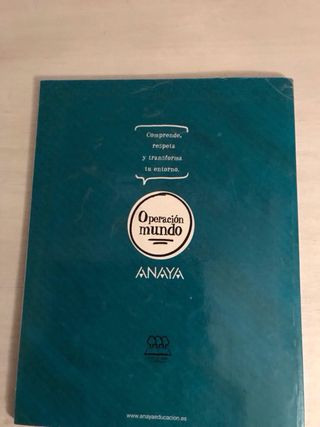 Comprende,
respeta
y transforma
tu entorno.
Operación
mundo
ANAYA
www.anayaeducacion.es